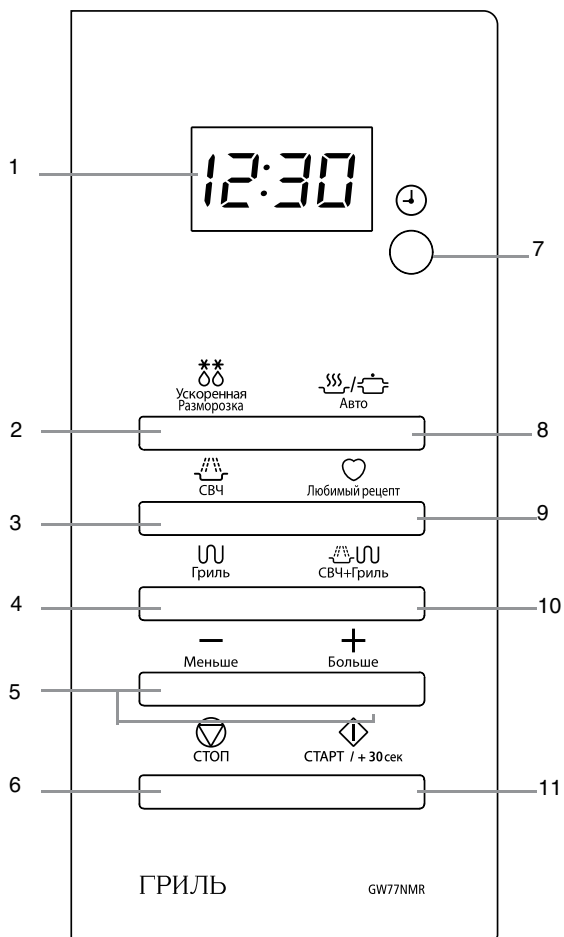 1
12:30
7
Ускоренная
Разморозка
Авто
2
8
СВЧ
Любимый рецепт
3
9
Гриль
СВЧ+Гриль
4
10
Меньше
Больше
5
СТОП
СТАРТ / + 30 сек
6
11
ГРИЛЬ
GW77NMR